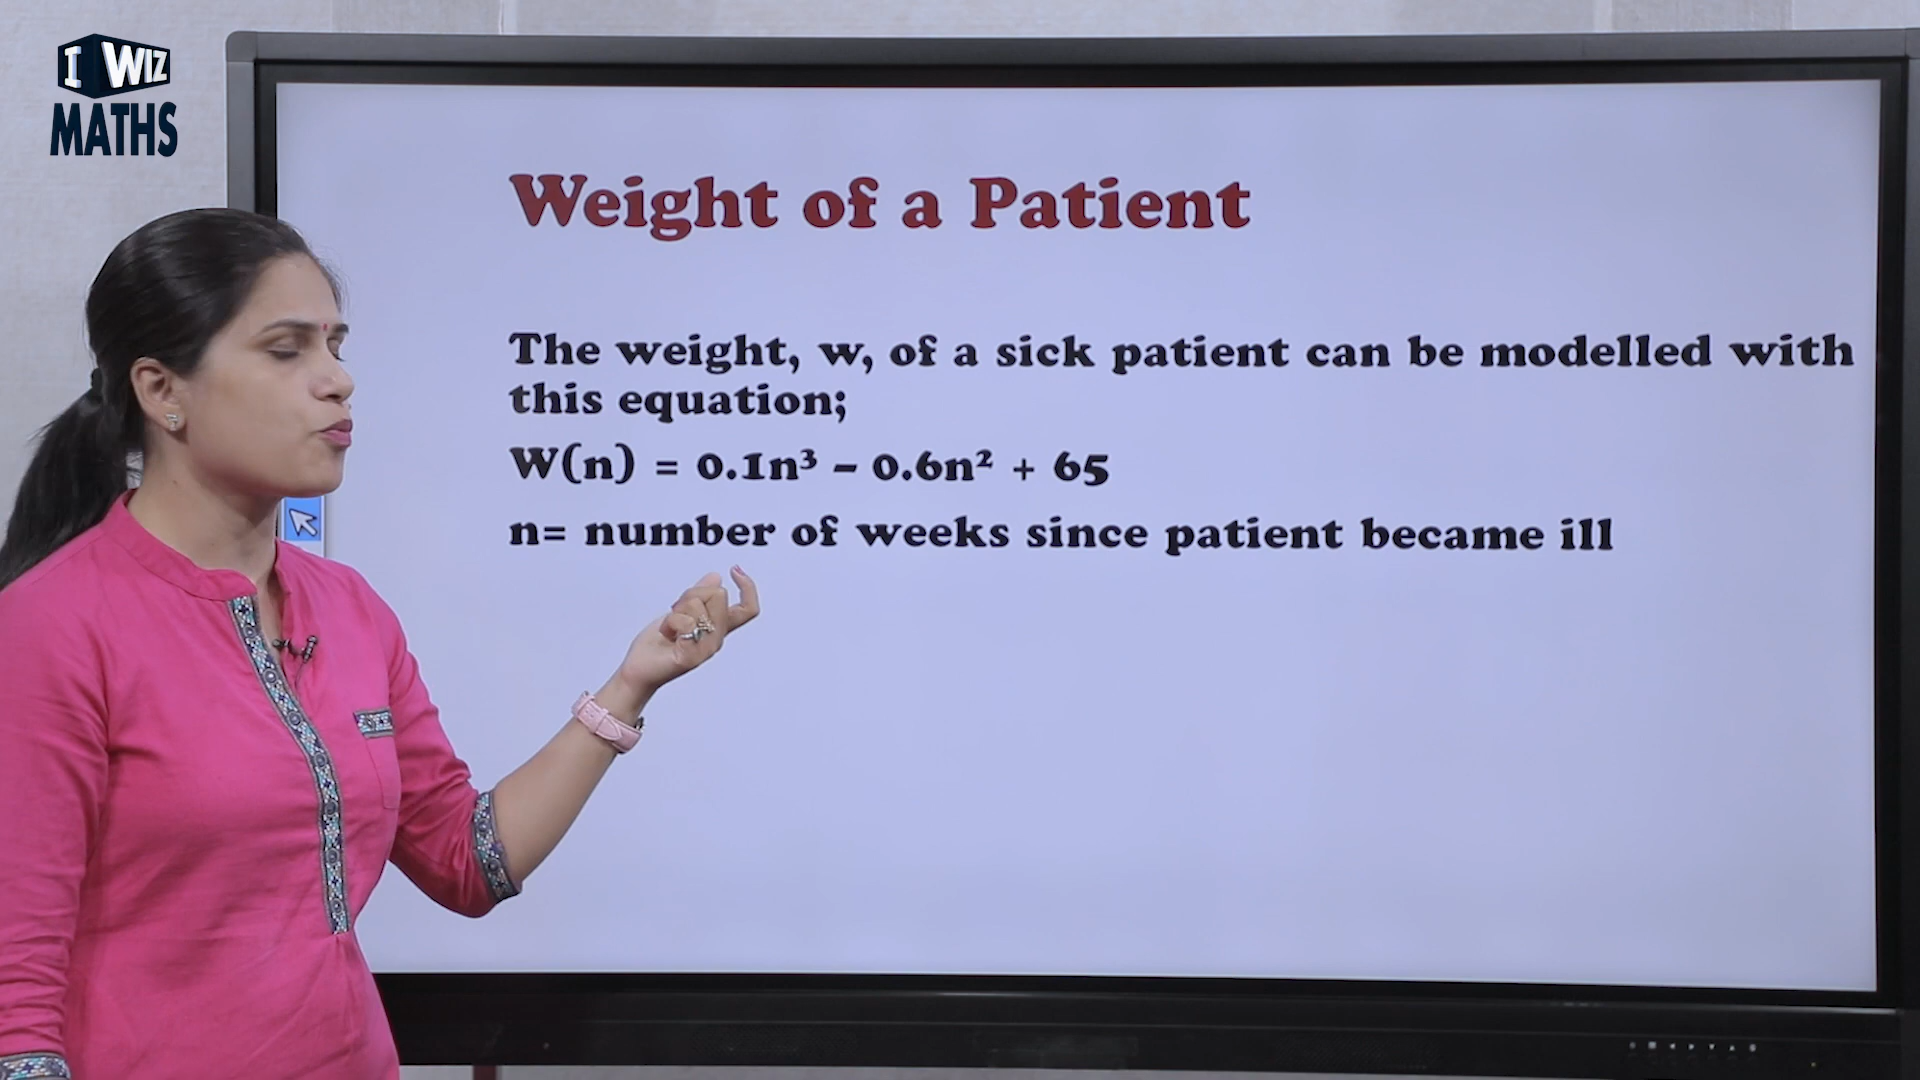 I WIZ
MATHS
Weight of a Patient
The weight, w, of a sick patient can be modelled with
this equation;
W(n) = 0.1n³ – 0.6n² + 65
n= number of weeks since patient became ill